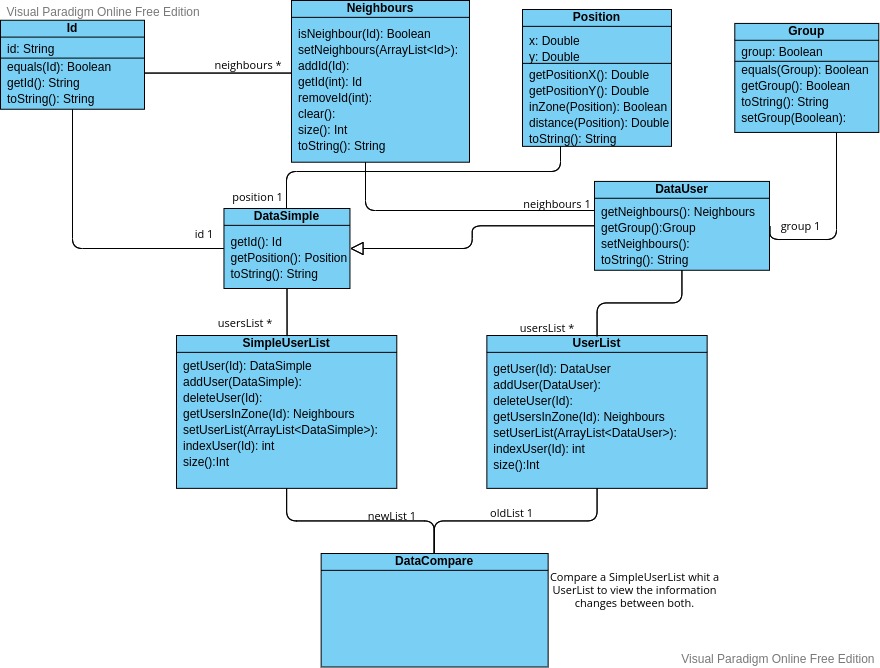 Visual Paradigm Online Free Edition
Id
id: String
equals(Id): Boolean
getId(): String
toString(): String
neighbours *
Neighbours
isNeighbour(Id): Boolean
setNeighbours(ArrayList<Id>):
addId(Id):
getId(int): Id
removeId(int):
clear():
size(): Int
toString(): String
Position
x: Double
y: Double
getPositionX(): Double
getPositionY(): Double
inZone(Position): Boolean
distance(Position): Double
toString(): String
Group
group: Boolean
equals(Group): Boolean
getGroup(): Boolean
toString(): String
setGroup(Boolean):
position 1
neighbours 1
id 1
group 1
DataSimple
getId(): Id
getPosition(): Position
toString(): String
DataUser
getNeighbours(): Neighbours
getGroup():Group
setNeighbours():
toString(): String
usersList *
usersList *
SimpleUserList
getUser(Id): DataSimple
addUser(DataSimple):
deleteUser(Id):
getUsersInZone(Id): Neighbours
setUserList(ArrayList<DataSimple>):
indexUser(Id): int
size():Int
UserList
getUser(Id): DataUser
addUser(DataUser):
deleteUser(Id):
getUsersInZone(Id): Neighbours
setUserList(ArrayList<DataUser>):
indexUser(Id): int
size():Int
newList 1
oldList 1
DataCompare
Compare a SimpleUserList whit a
UserList to view the information
changes between both.
Visual Paradigm Online Free Edition